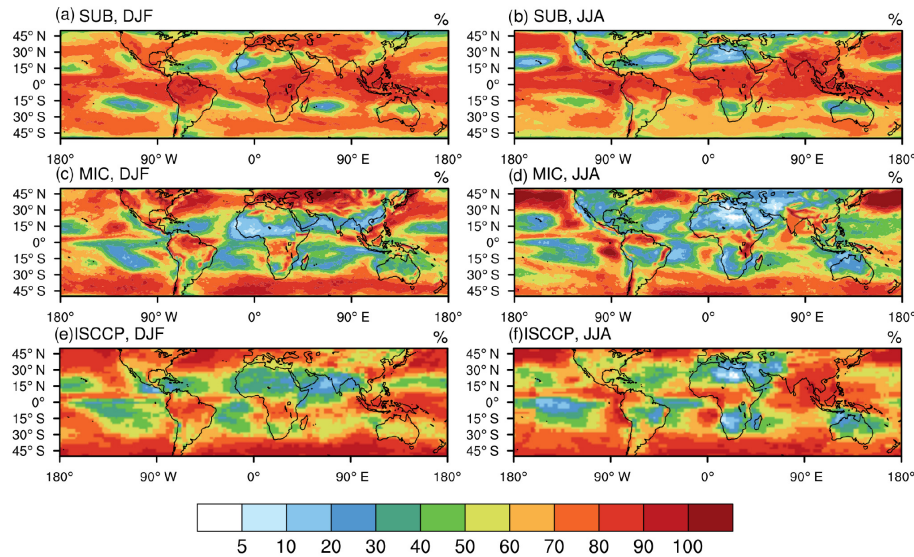 (a) SUB, DJF %
(b) SUB, JJA %
45° N
30° N
15° N
0°
15° S
30° S
45° S
180° 90° W 0° 90° E 180°
45° N
30° N
15° N
0°
15° S
30° S
45° S
180° 90° W 0° 90° E 180°
(c) MIC, DJF %
(d) MIC, JJA %
45° N
30° N
15° N
0°
15° S
30° S
45° S
180° 90° W 0° 90° E 180°
45° N
30° N
15° N
0°
15° S
30° S
45° S
180° 90° W 0° 90° E 180°
(e) ISCCP, DJF %
(f) ISCCP, JJA %
45° N
30° N
15° N
0°
15° S
30° S
45° S
180° 90° W 0° 90° E 180°
45° N
30° N
15° N
0°
15° S
30° S
45° S
180° 90° W 0° 90° E 180°
5 10 20 30 40 50 60 70 80 90 100